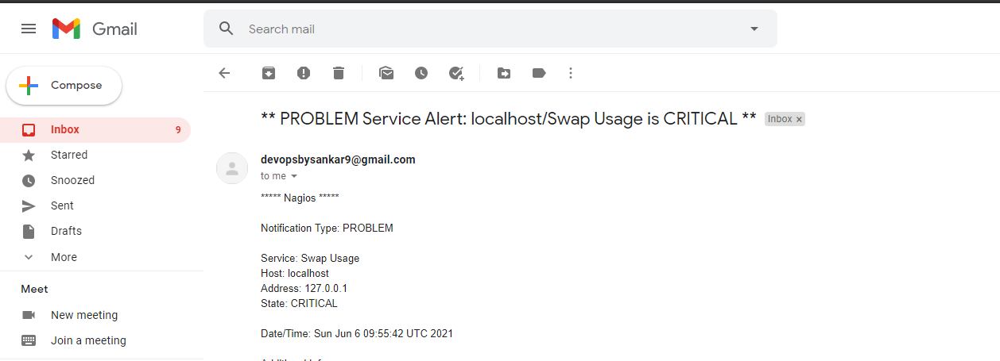 Gmail
Search mail
Compose
Inbox 9
Starred
Snoozed
Sent
Drafts
More
Meet
New meeting
Join a meeting
** PROBLEM Service Alert: localhost/Swap Usage is CRITICAL ** Inbox ×
devopsbysankar9@gmail.com
to me
***** Nagios *****
Notification Type: PROBLEM
Service: Swap Usage
Host: localhost
Address: 127.0.0.1
State: CRITICAL
Date/Time: Sun Jun 6 09:55:42 UTC 2021